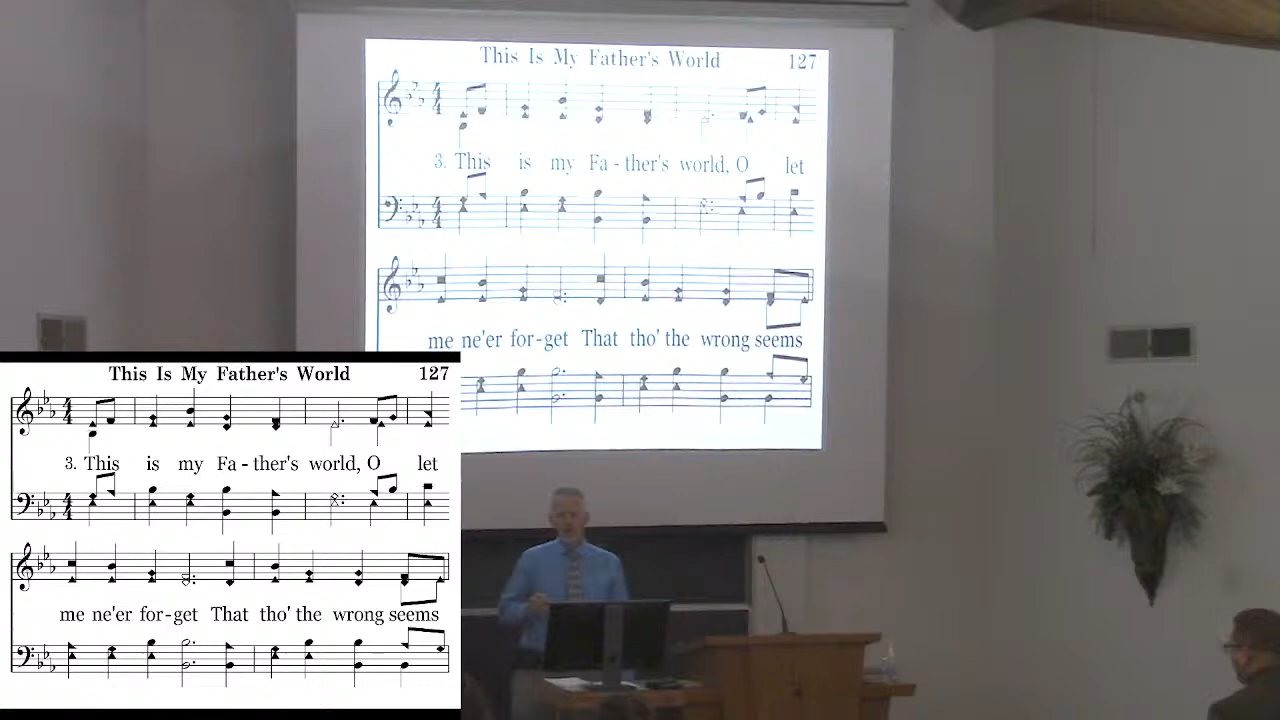 This Is My Father's World 127
3. This is my Fa - ther's world, O let
me ne'er for-get That tho' the wrong seems
This Is My Father's World 127
3. This is my Fa - ther's world, O let
me ne'er for-get That tho' the wrong seems